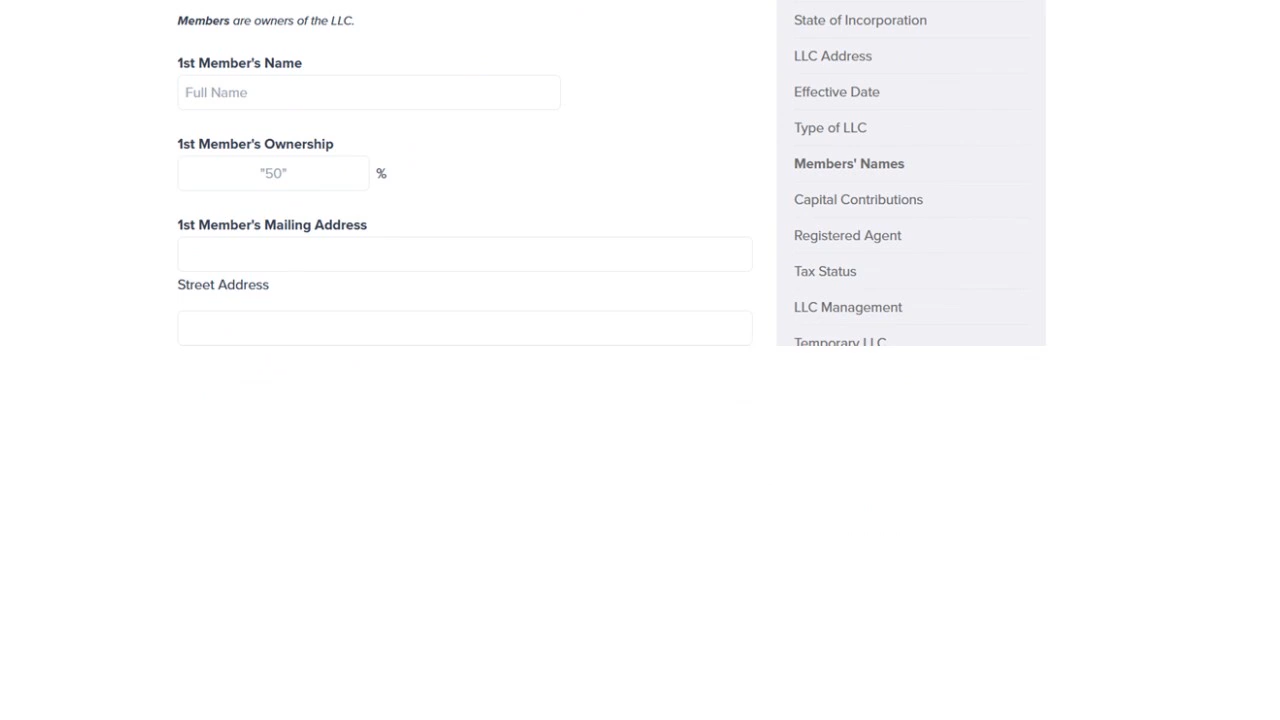 Members are owners of the LLC.
1st Member's Name
Full Name
1st Member's Ownership
"50" %
1st Member's Mailing Address
Street Address
State of Incorporation
LLC Address
Effective Date
Type of LLC
Members' Names
Capital Contributions
Registered Agent
Tax Status
LLC Management
Temporary LLC